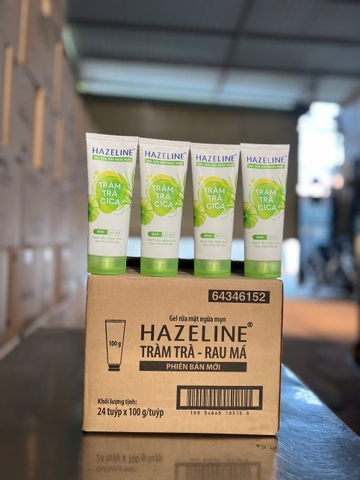 HAZELINE HAZELINE HAZELINE HAZELINE
TRÀM TRÀM TRÀM TRÀM
TRÀ TRÀ TRÀ TRÀ
CICA CICA CICA CICA
64346152
Gel rửa mặt ngừa mụn
HAZELINE®
100g
TRÀM TRÀ - RAU MÁ
PHIÊN BẢN MỚI
Khối lượng tịnh:
24 tuýp x 100 g/tuýp